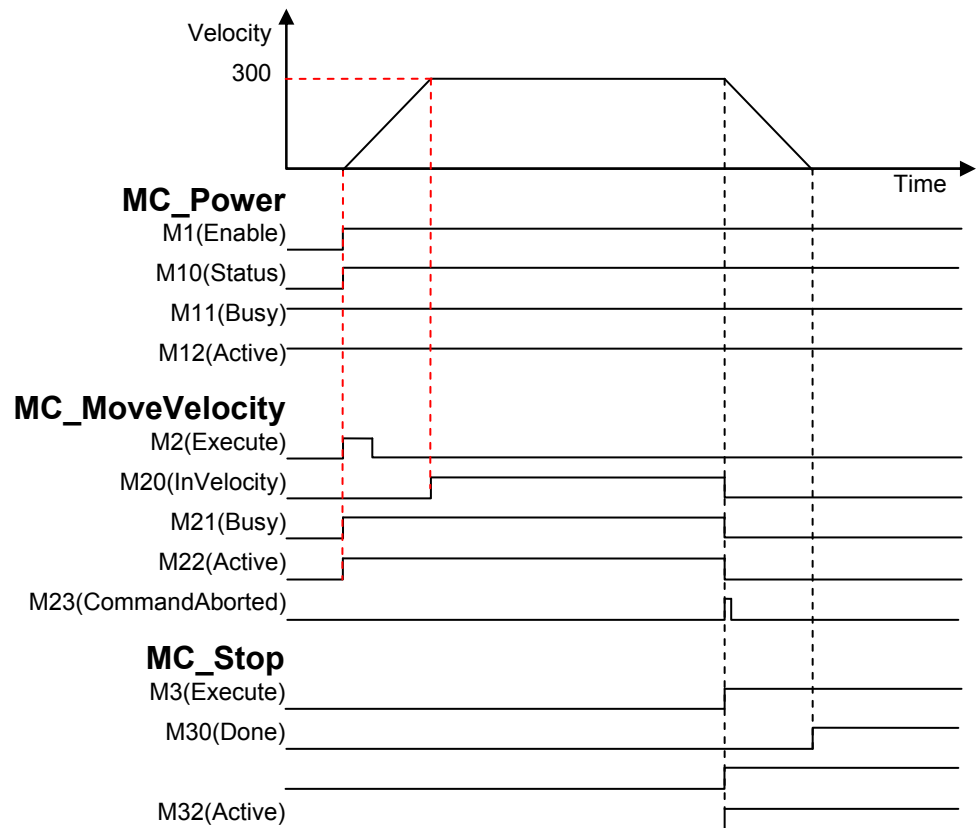 Velocity
300
Time
MC_Power
M1(Enable)
M10(Status)
M11(Busy)
M12(Active)
MC_MoveVelocity
M2(Execute)
M20(InVelocity)
M21(Busy)
M22(Active)
M23(CommandAborted)
MC_Stop
M3(Execute)
M30(Done)
M32(Active)